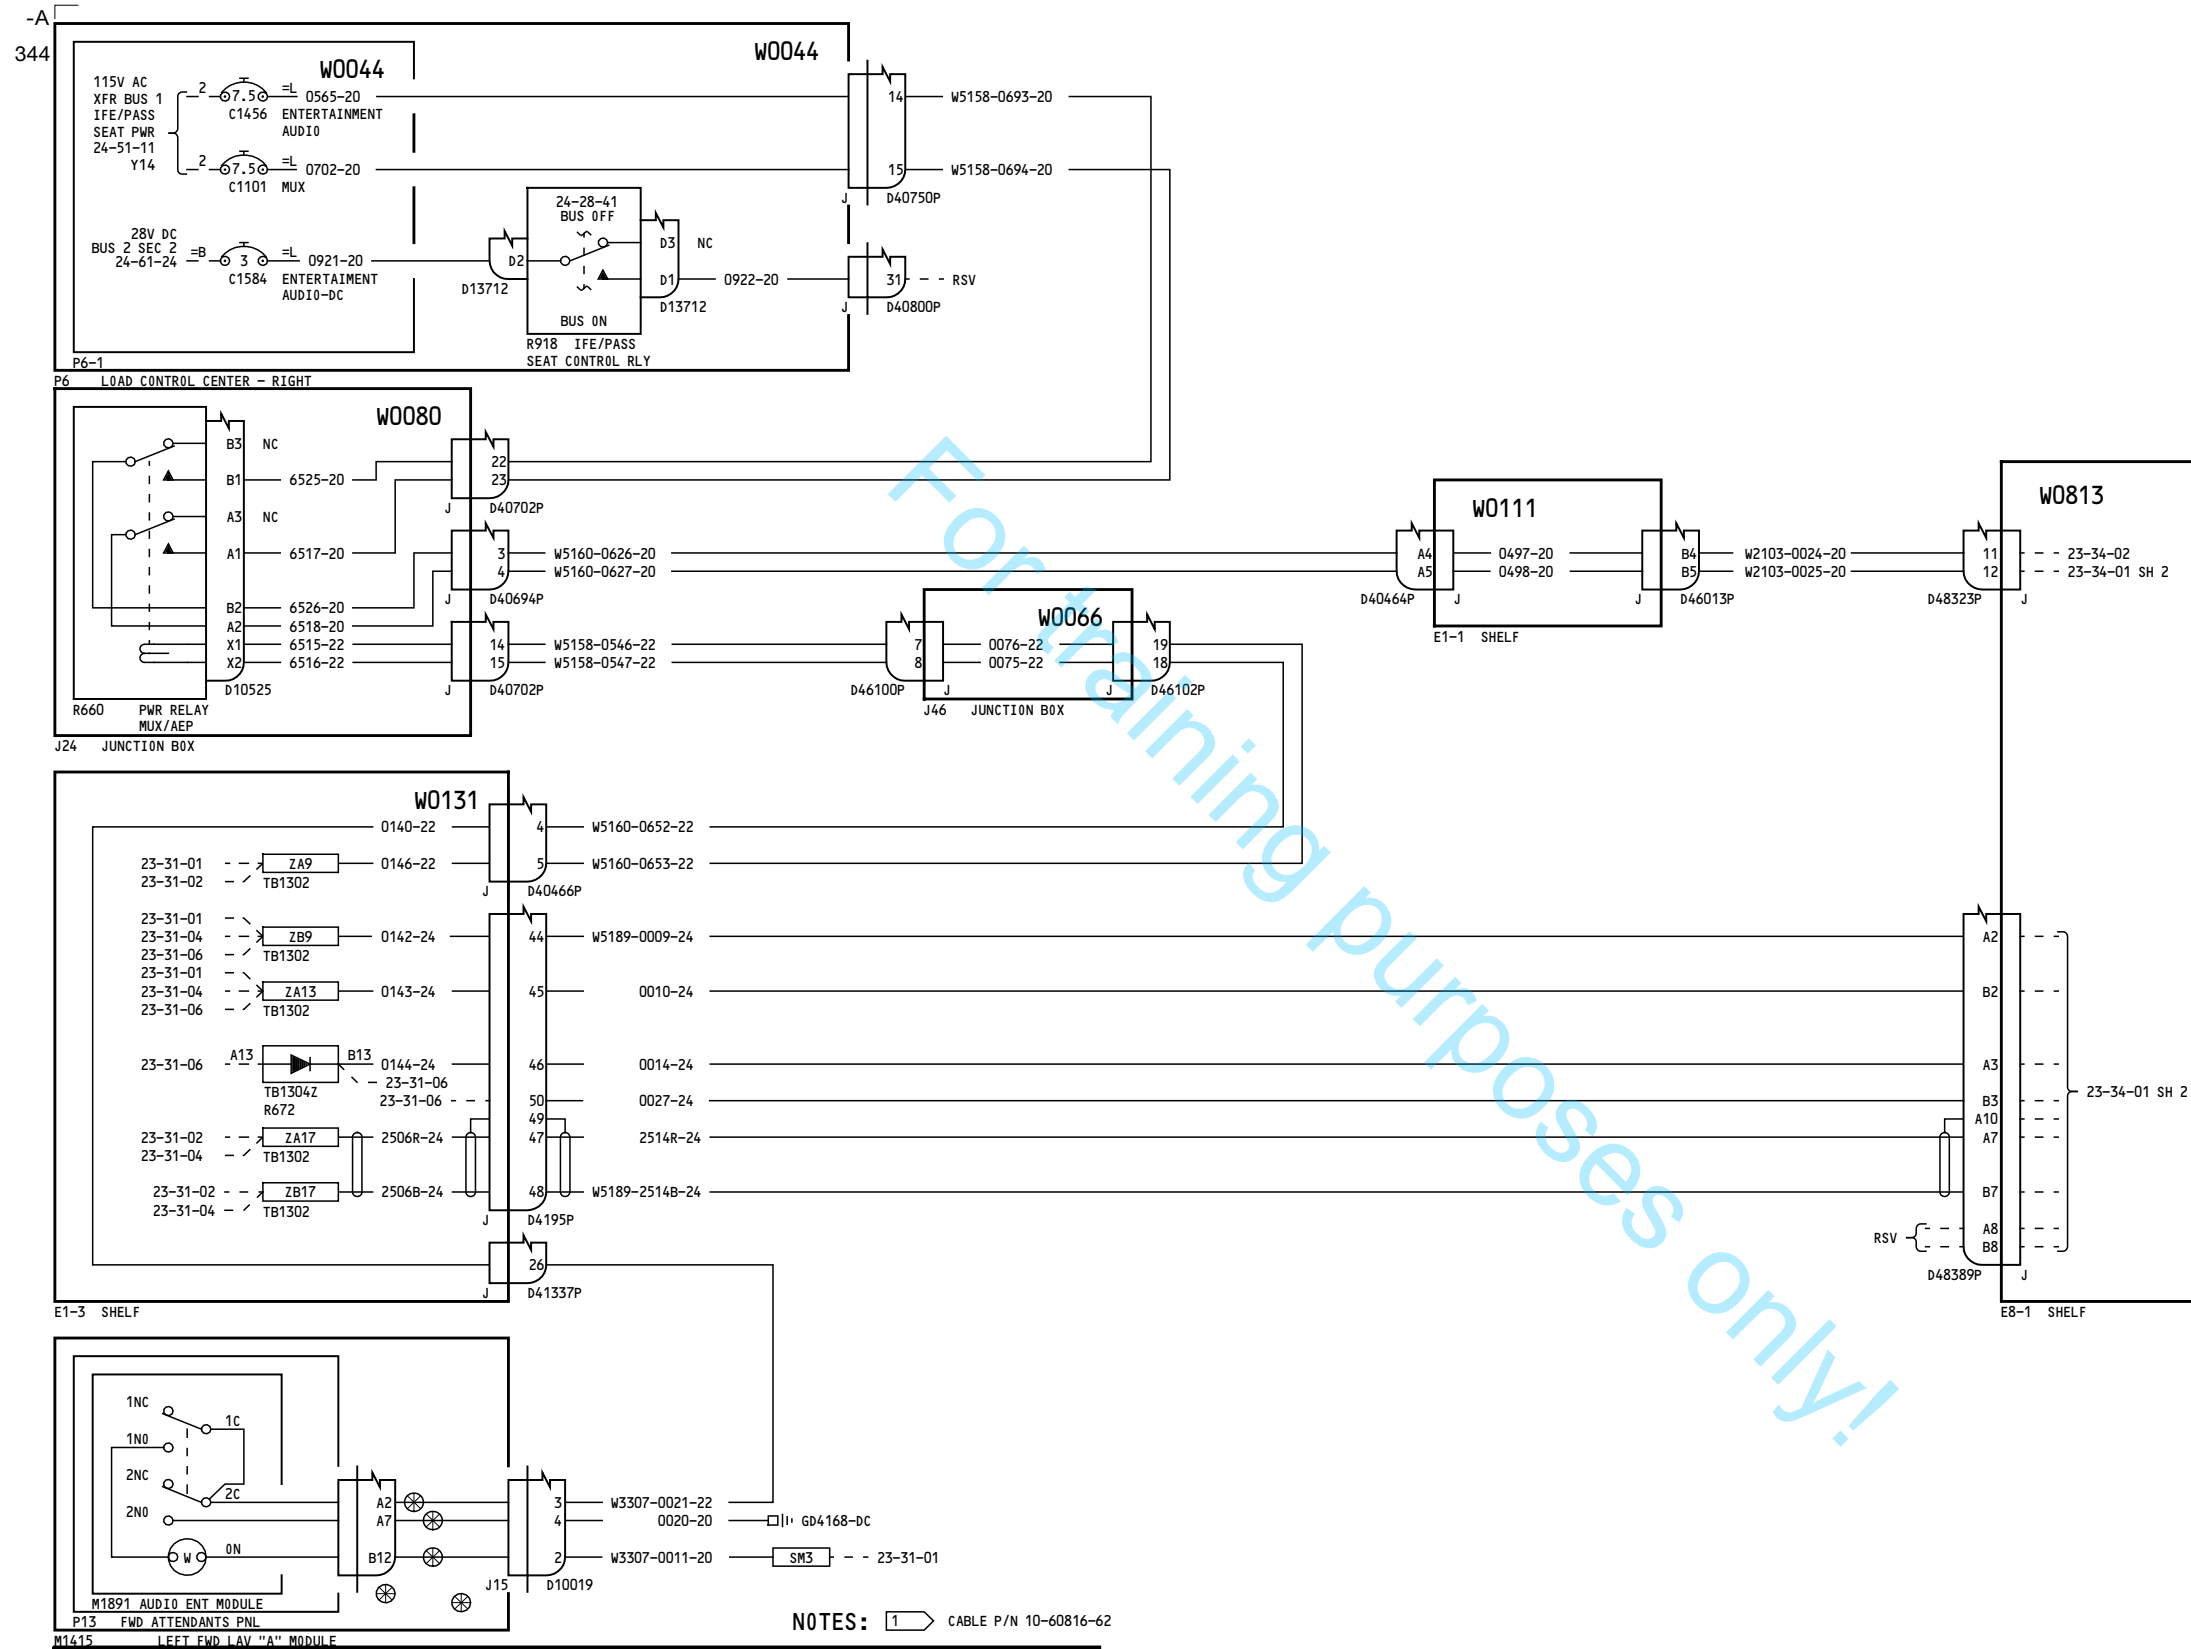 -A
344
W0044
W0044
115V AC
XFR BUS 1
IFE/PASS
SEAT PWR
24-51-11
Y14
2 7.5 =L 0565-20
C1456 ENTERTAINMENT
AUDIO
2 7.5 =L 0702-20
C1101 MUX
28V DC
BUS 2 SEC 2
24-61-24
=B 3 =L 0921-20
C1584 ENTERTAIMENT
AUDIO-DC
D2
D13712
24-28-41
BUS OFF
BUS ON
D3 NC
D1 0922-20
D13712
R918 IFE/PASS
SEAT CONTROL RLY
14 W5158-0693-20
15 W5158-0694-20
J D40750P
31 RSV
J D40800P
P6-1
P6 LOAD CONTROL CENTER - RIGHT
W0080
B3 NC
B1 6525-20
A3 NC
A1 6517-20
B2 6526-20
A2 6518-20
X1 6515-22
X2 6516-22
D10525
22
23
J D40702P
3 W5160-0626-20
4 W5160-0627-20
J D40694P
14 W5158-0546-22
15 W5158-0547-22
J D40702P
R660 PWR RELAY
MUX/AEP
J24 JUNCTION BOX
W0066
7 0076-22 19
8 0075-22 18
D46100P J J D46102P
J46 JUNCTION BOX
W0111
A4 0497-20 B4 W2103-0024-20
A5 0498-20 B5 W2103-0025-20
D40464P J J D46013P
E1-1 SHELF
W0813
11 23-34-02
12 23-34-01 SH 2
D48323P J
W0131
0140-22 4 W5160-0652-22
23-31-01 ZA9 0146-22 5 W5160-0653-22
23-31-02 TB1302
J D40466P
23-31-01
23-31-04 ZB9 0142-24 44 W5189-0009-24 A2
23-31-06 TB1302
23-31-01
23-31-04 ZA13 0143-24 45 0010-24 B2
23-31-06 TB1302
23-31-06 A13 B13 0144-24 46 0014-24 A3
TB1304Z 23-31-06
R672 23-31-06 50 0027-24 B3
49 A10
23-31-02 ZA17 2506R-24 47 2514R-24 A7
23-31-04 TB1302
23-31-02 ZB17 2506B-24 48 W5189-2514B-24 B7
23-31-04 TB1302
J D4195P
23-34-01 SH 2
RSV A8
B8
D48389P J
26
J D41337P
E1-3 SHELF
E8-1 SHELF
1NC
1C
1NO
2NC
2C
2NO
W ON
A2 3 W3307-0021-22
A7 4 0020-20 GD4168-DC
B12 2 W3307-0011-20 SM3 23-31-01
J15 D10019
M1891 AUDIO ENT MODULE
P13 FWD ATTENDANTS PNL
M1415 LEFT FWD LAV "A" MODULE
NOTES: 1 CABLE P/N 10-60816-62
For training purposes only!